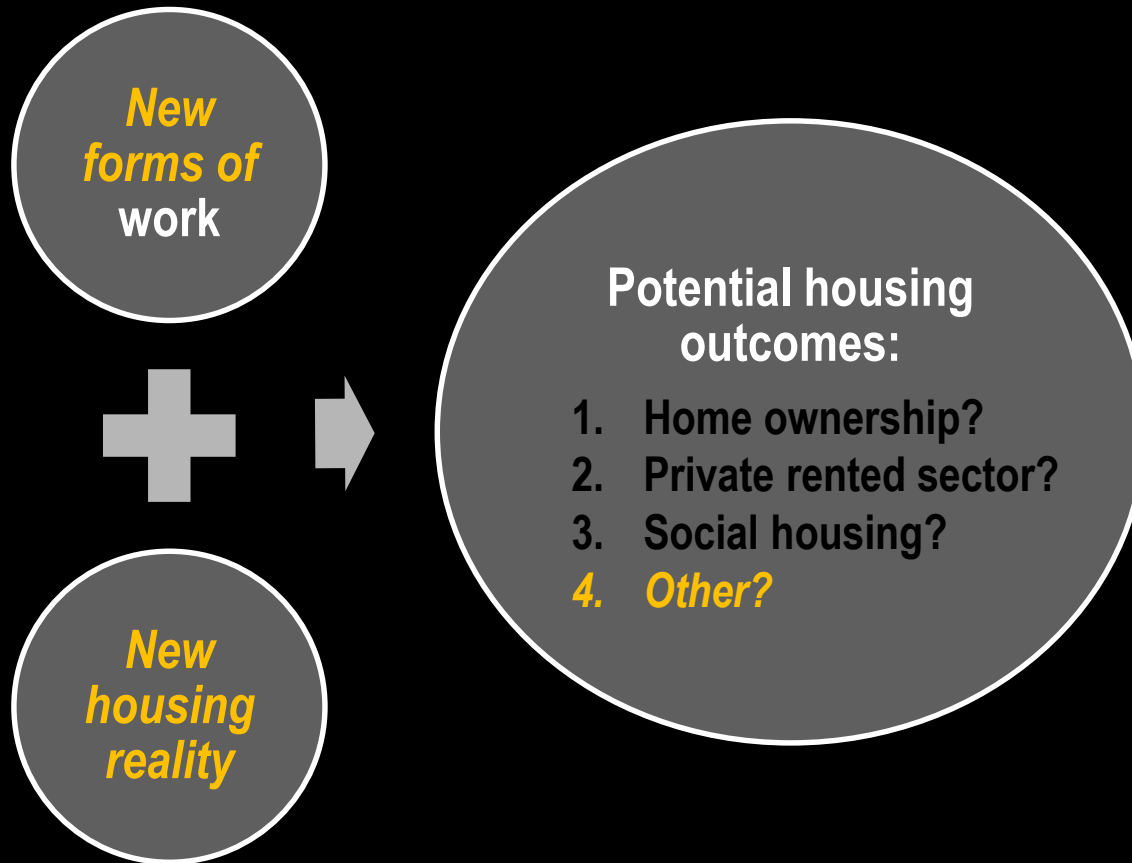 New
forms of
work
New
housing
reality
Potential housing
outcomes:
1. Home ownership?
2. Private rented sector?
3. Social housing?
4. Other?